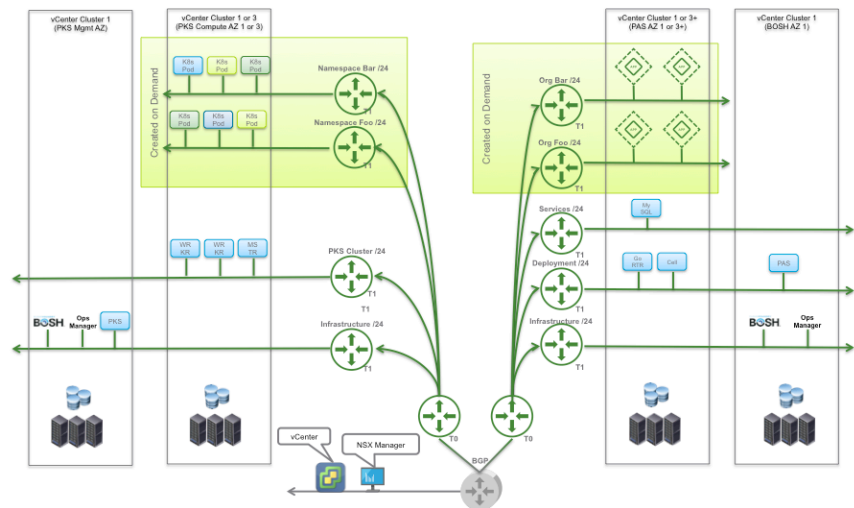 vCenter Cluster 1
(PKS Mgmt AZ)
vCenter Cluster 1 or 3
(PKS Compute AZ 1 or 3)
vCenter Cluster 1 or 3+
(PAS AZ 1 or 3+)
vCenter Cluster 1
(BOSH AZ 1)
Created on Demand
K8s
Pod
K8s
Pod
K8s
Pod
Namespace Bar /24
T1
K8s
Pod
K8s
Pod
K8s
Pod
Namespace Foo /24
T1
WR
KR
WR
KR
MS
TR
PKS Cluster /24
T1
T1
BOSH
Ops
Manager
PKS
Infrastructure /24
T1
Created on Demand
Org Bar /24
T1
Org Foo /24
T1
Services /24
T1
My
SQL
Deployment /24
T1
Go
RTR
Cell
PAS
Infrastructure /24
T1
BOSH
Ops
Manager
T0
T0
vCenter
NSX Manager
BGP